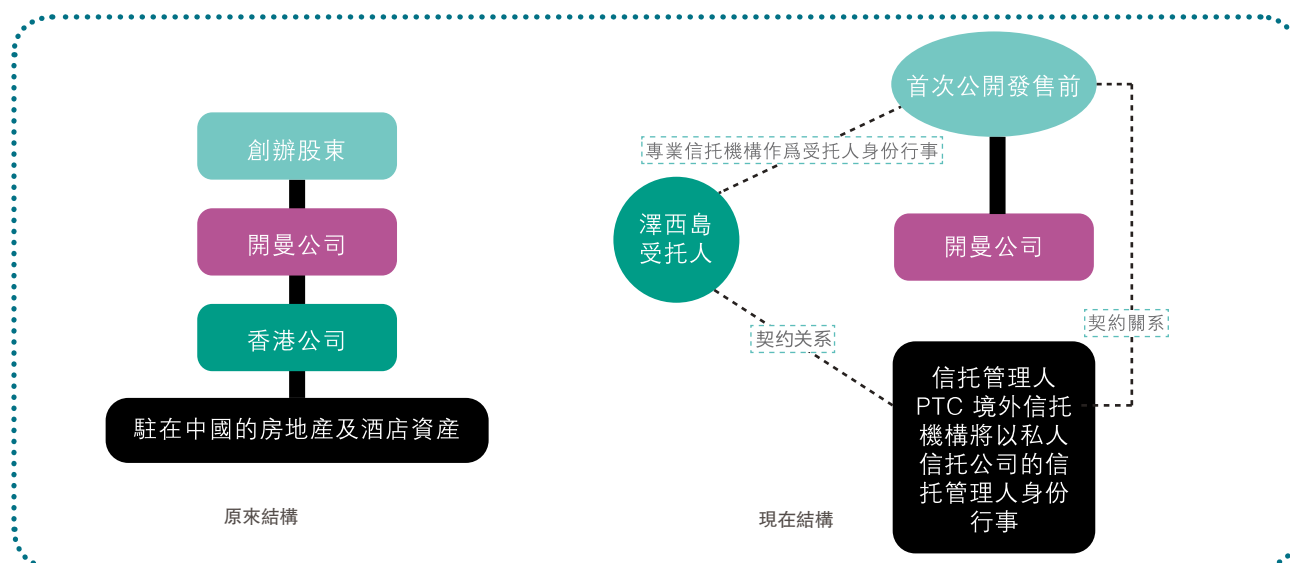 創辦股東
開曼公司
香港公司
駐在中國的房地産及酒店資産
原來結構
首次公開發售前
專業信托機構作爲受托人身份行事
澤西島
受托人
開曼公司
契约关系
契約關系
信托管理人
PTC 境外信托
機構將以私人
信托公司的信
托管理人身份
行事
現在結構